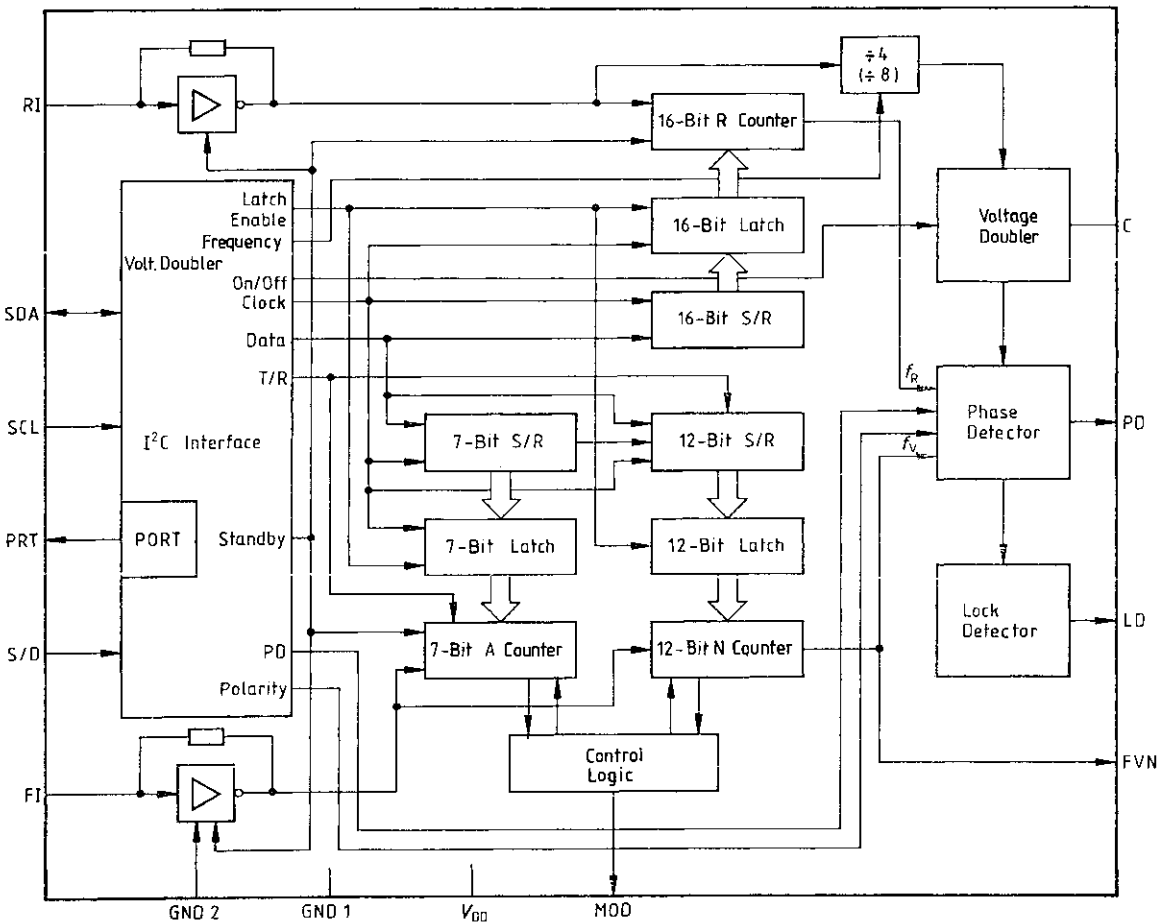 ÷4
(÷8)
RI
16-Bit R Counter
Latch
Enable
Frequency
Volt. Doubler
On/Off
Clock
Data
T/R
I²C Interface
PORT
Standby
PD
Polarity
16-Bit Latch
16-Bit S/R
Voltage
Doubler
C
SDA
SCL
PRT
S/D
FI
7-Bit S/R
12-Bit S/R
7-Bit Latch
12-Bit Latch
7-Bit A Counter
12-Bit N Counter
Control
Logic
fR
fV
Phase
Detector
PD
Lock
Detector
LD
FVN
GND 2
GND 1
VDD
MOD